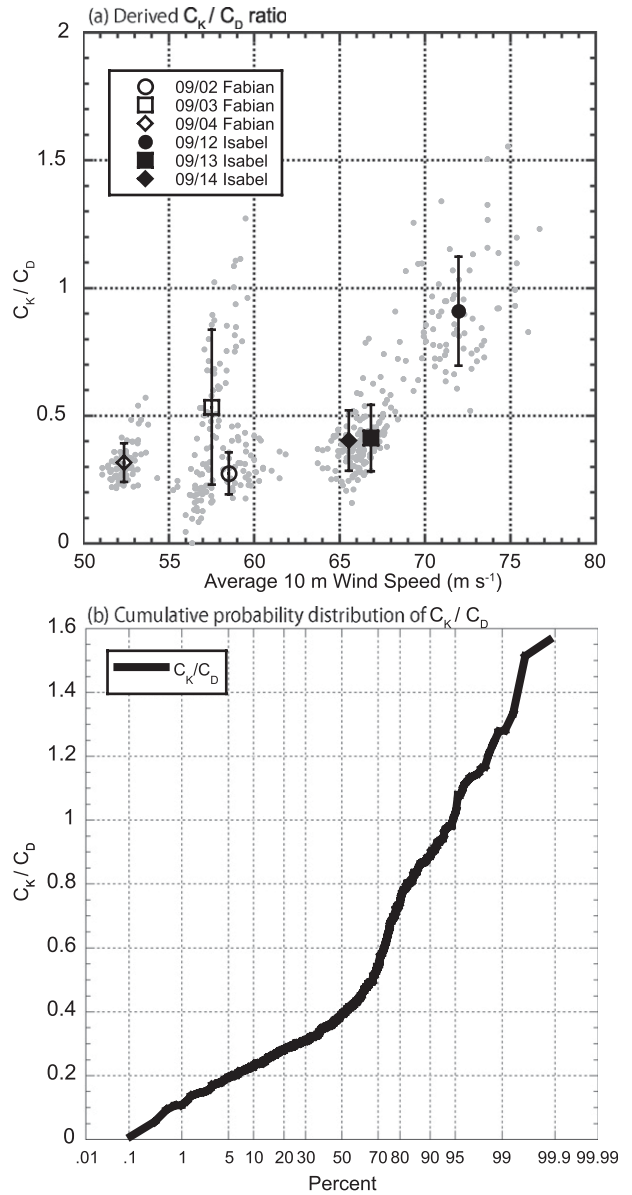 (a) Derived CK / CD ratio
2
1.5
1
0.5
0
CK / CD
09/02 Fabian
09/03 Fabian
09/04 Fabian
09/12 Isabel
09/13 Isabel
09/14 Isabel
50 55 60 65 70 75 80
Average 10 m Wind Speed (m s-1)
(b) Cumulative probability distribution of CK / CD
1.6
1.4
1.2
1
0.8
0.6
0.4
0.2
0
CK / CD
CK/CD
.01 .1 1 5 10 20 30 50 70 80 90 95 99 99.9 99.99
Percent